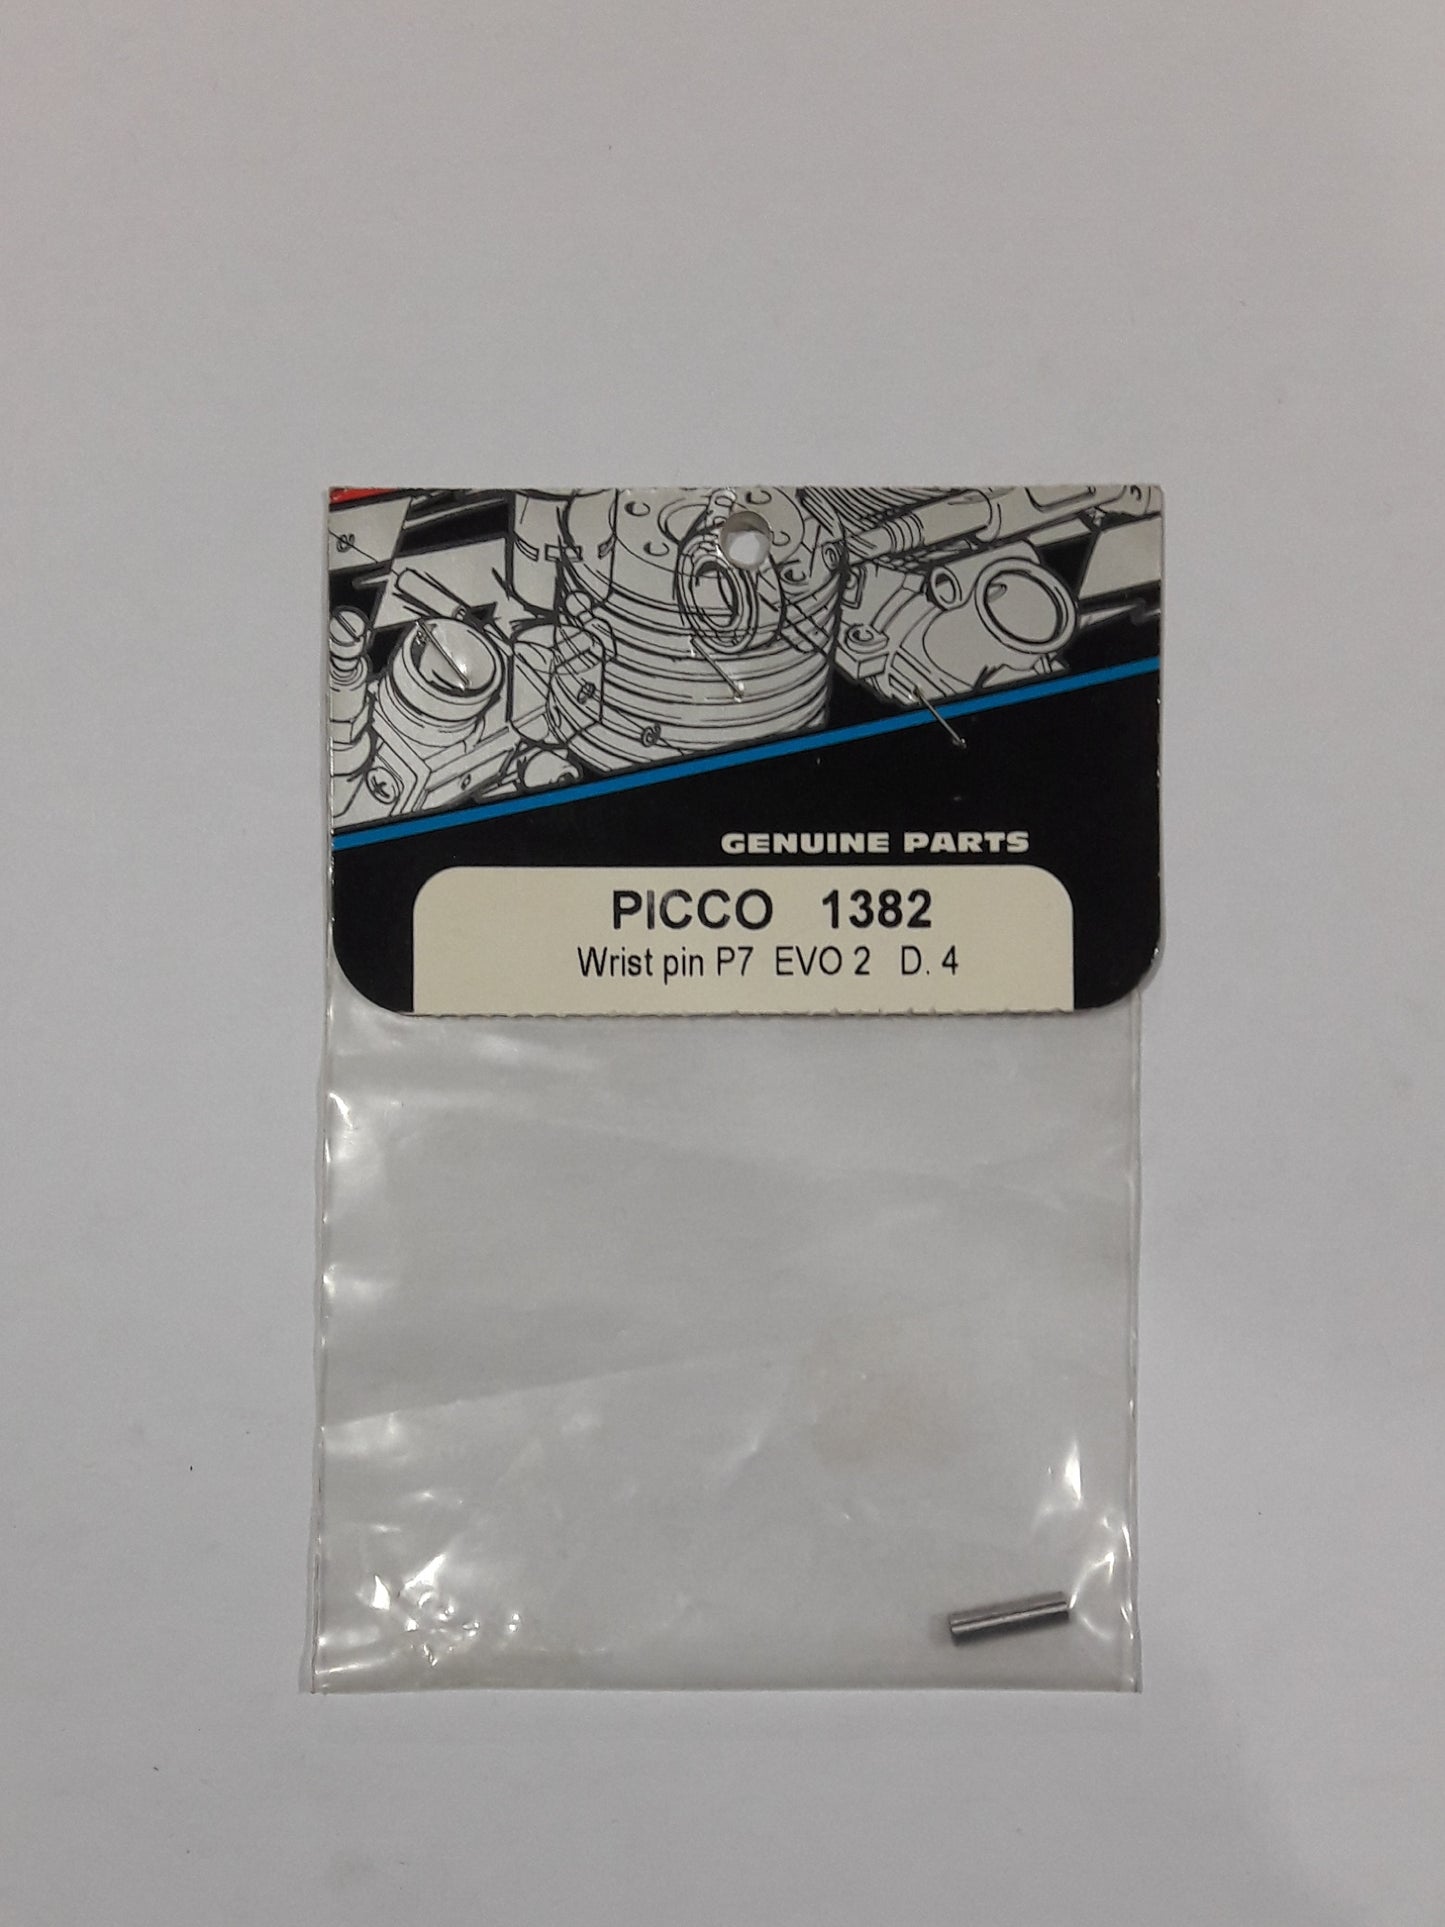 GENUINE PARTS
PICCO 1382
Wrist pin P7 EVO 2 D. 4